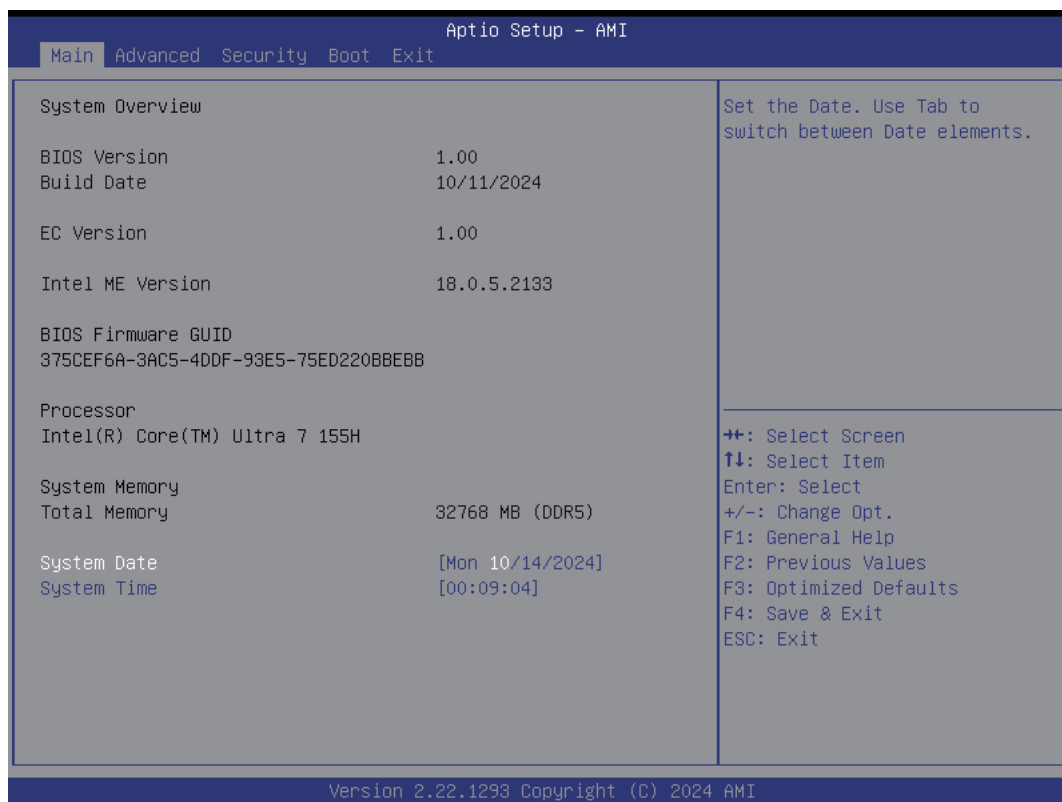 Aptio Setup – AMI
Main Advanced Security Boot Exit
System Overview
BIOS Version 1.00
Build Date 10/11/2024
EC Version 1.00
Intel ME Version 18.0.5.2133
BIOS Firmware GUID
375CEF6A-3AC5-4DDF-93E5-75ED220BBEBB
Processor
Intel(R) Core(TM) Ultra 7 155H
System Memory
Total Memory 32768 MB (DDR5)
System Date [Mon 10/14/2024]
System Time [00:09:04]
Set the Date. Use Tab to
switch between Date elements.
→←: Select Screen
↑↓: Select Item
Enter: Select
+/-: Change Opt.
F1: General Help
F2: Previous Values
F3: Optimized Defaults
F4: Save & Exit
ESC: Exit
Version 2.22.1293 Copyright (C) 2024 AMI